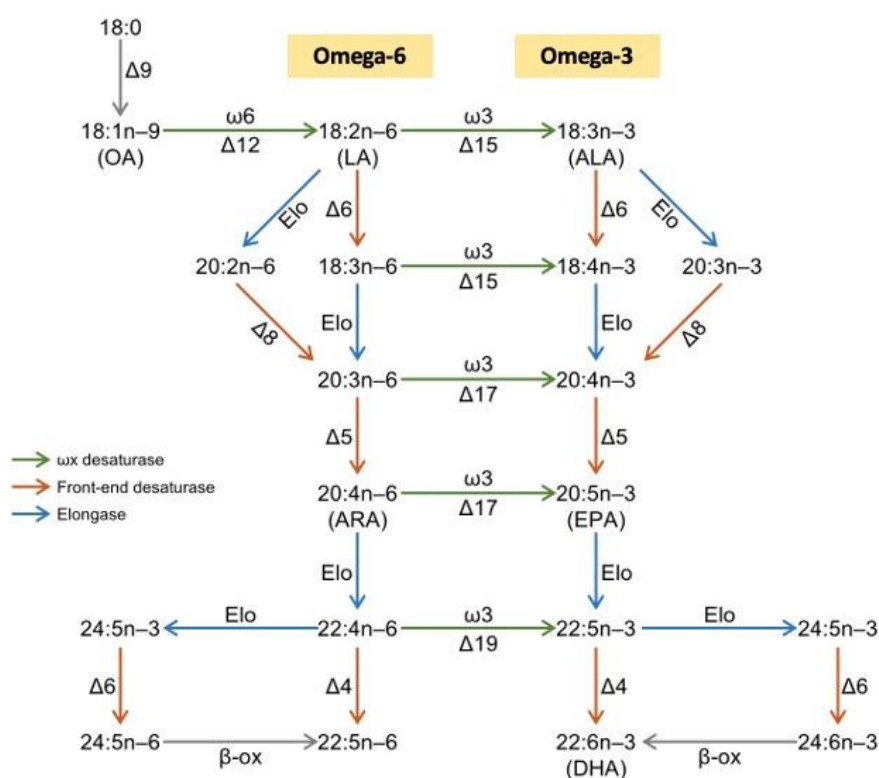 18:0
Omega-6
Omega-3
Δ9
ω6
ω3
18:1n–9
18:2n–6
18:3n–3
(OA)
Δ12
(LA)
Δ15
(ALA)
Elo
Δ6
Δ6
Elo
ω3
20:2n–6
18:3n–6
18:4n–3
20:3n–3
Δ15
Δ8
Elo
Elo
Δ8
ω3
20:3n–6
20:4n–3
Δ17
Δ5
Δ5
ωx desaturase
Front-end desaturase
Elongase
ω3
20:4n–6
20:5n–3
(ARA)
Δ17
(EPA)
Elo
Elo
Elo
ω3
Elo
24:5n–3
22:4n–6
22:5n–3
24:5n–3
Δ19
Δ6
Δ4
Δ4
Δ6
24:5n–6
22:5n–6
22:6n–3
24:6n–3
β-ox
(DHA)
β-ox